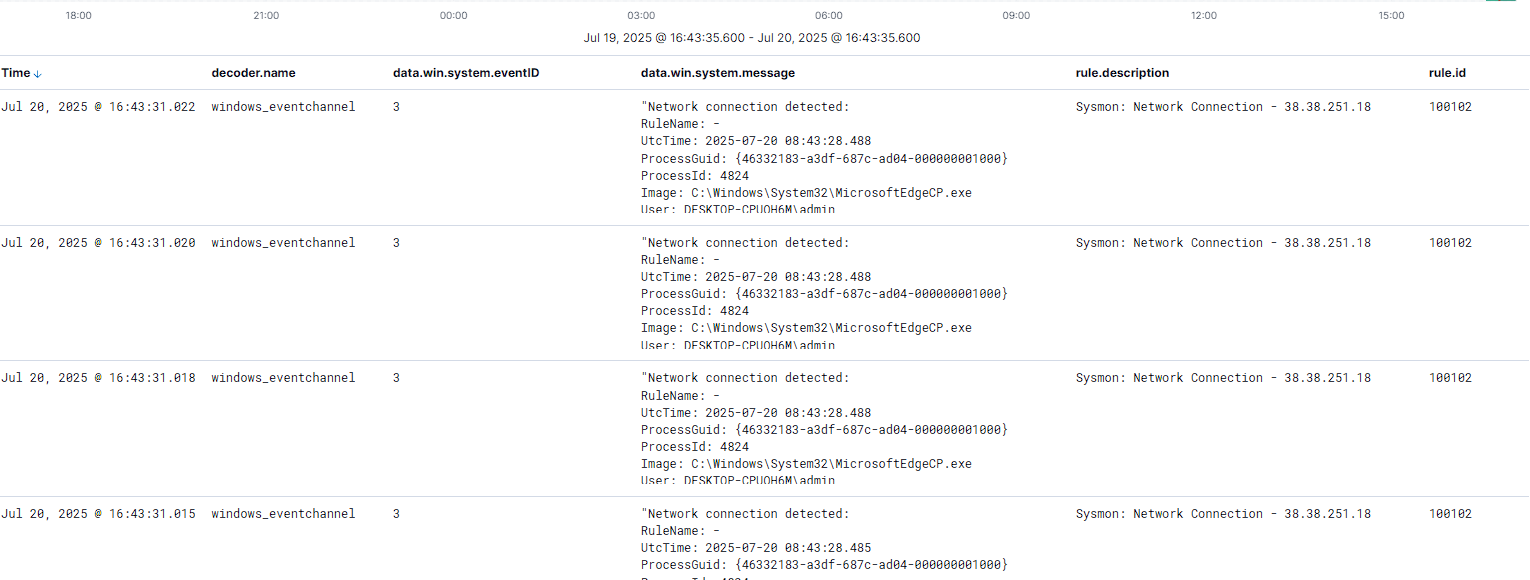 18:00 21:00 00:00 03:00 06:00 09:00 12:00 15:00
Jul 19, 2025 @ 16:43:35.600 - Jul 20, 2025 @ 16:43:35.600
Time decoder.name data.win.system.eventID data.win.system.message rule.description rule.id
Jul 20, 2025 @ 16:43:31.022 windows_eventchannel 3 "Network connection detected: Sysmon: Network Connection - 38.38.251.18 100102
RuleName: -
UtcTime: 2025-07-20 08:43:28.488
ProcessGuid: {46332183-a3df-687c-ad04-000000001000}
ProcessId: 4824
Image: C:\Windows\System32\MicrosoftEdgeCP.exe
User: DESKTOP-CPUOH6M\admin
Jul 20, 2025 @ 16:43:31.020 windows_eventchannel 3 "Network connection detected: Sysmon: Network Connection - 38.38.251.18 100102
RuleName: -
UtcTime: 2025-07-20 08:43:28.488
ProcessGuid: {46332183-a3df-687c-ad04-000000001000}
ProcessId: 4824
Image: C:\Windows\System32\MicrosoftEdgeCP.exe
User: DESKTOP-CPUOH6M\admin
Jul 20, 2025 @ 16:43:31.018 windows_eventchannel 3 "Network connection detected: Sysmon: Network Connection - 38.38.251.18 100102
RuleName: -
UtcTime: 2025-07-20 08:43:28.488
ProcessGuid: {46332183-a3df-687c-ad04-000000001000}
ProcessId: 4824
Image: C:\Windows\System32\MicrosoftEdgeCP.exe
User: DESKTOP-CPUOH6M\admin
Jul 20, 2025 @ 16:43:31.015 windows_eventchannel 3 "Network connection detected: Sysmon: Network Connection - 38.38.251.18 100102
RuleName: -
UtcTime: 2025-07-20 08:43:28.485
ProcessGuid: {46332183-a3df-687c-ad04-000000001000}